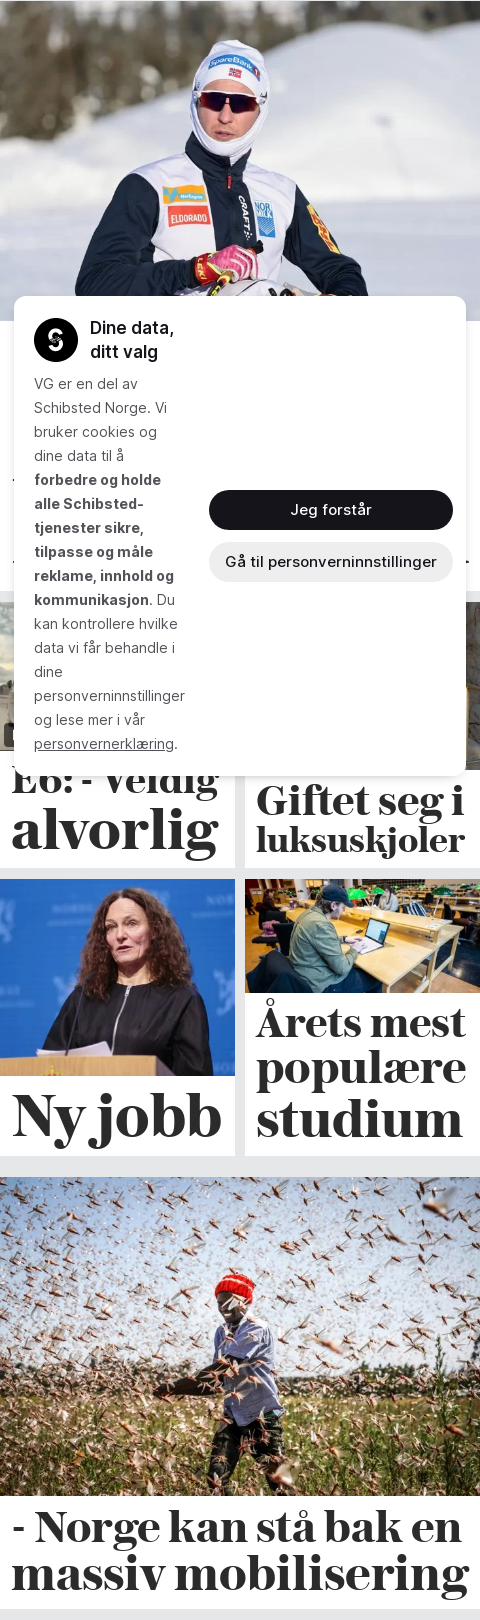 SpareBank 1
CRAFT
ELDORADO
Dine data,
ditt valg
VG er en del av
Schibsted Norge. Vi
bruker cookies og
dine data til å
forbedre og holde
alle Schibsted-
tjenester sikre,
tilpasse og måle
reklame, innhold og
kommunikasjon. Du
kan kontrollere hvilke
data vi får behandle i
dine
personverninnstillinger
og lese mer i vår
personvernerklæring.
Jeg forstår
Gå til personverninnstillinger
E6: - Veldig
alvorlig
Giftet seg i
luksuskjoler
Ny jobb
Årets mest
populære
studium
- Norge kan stå bak en
massiv mobilisering